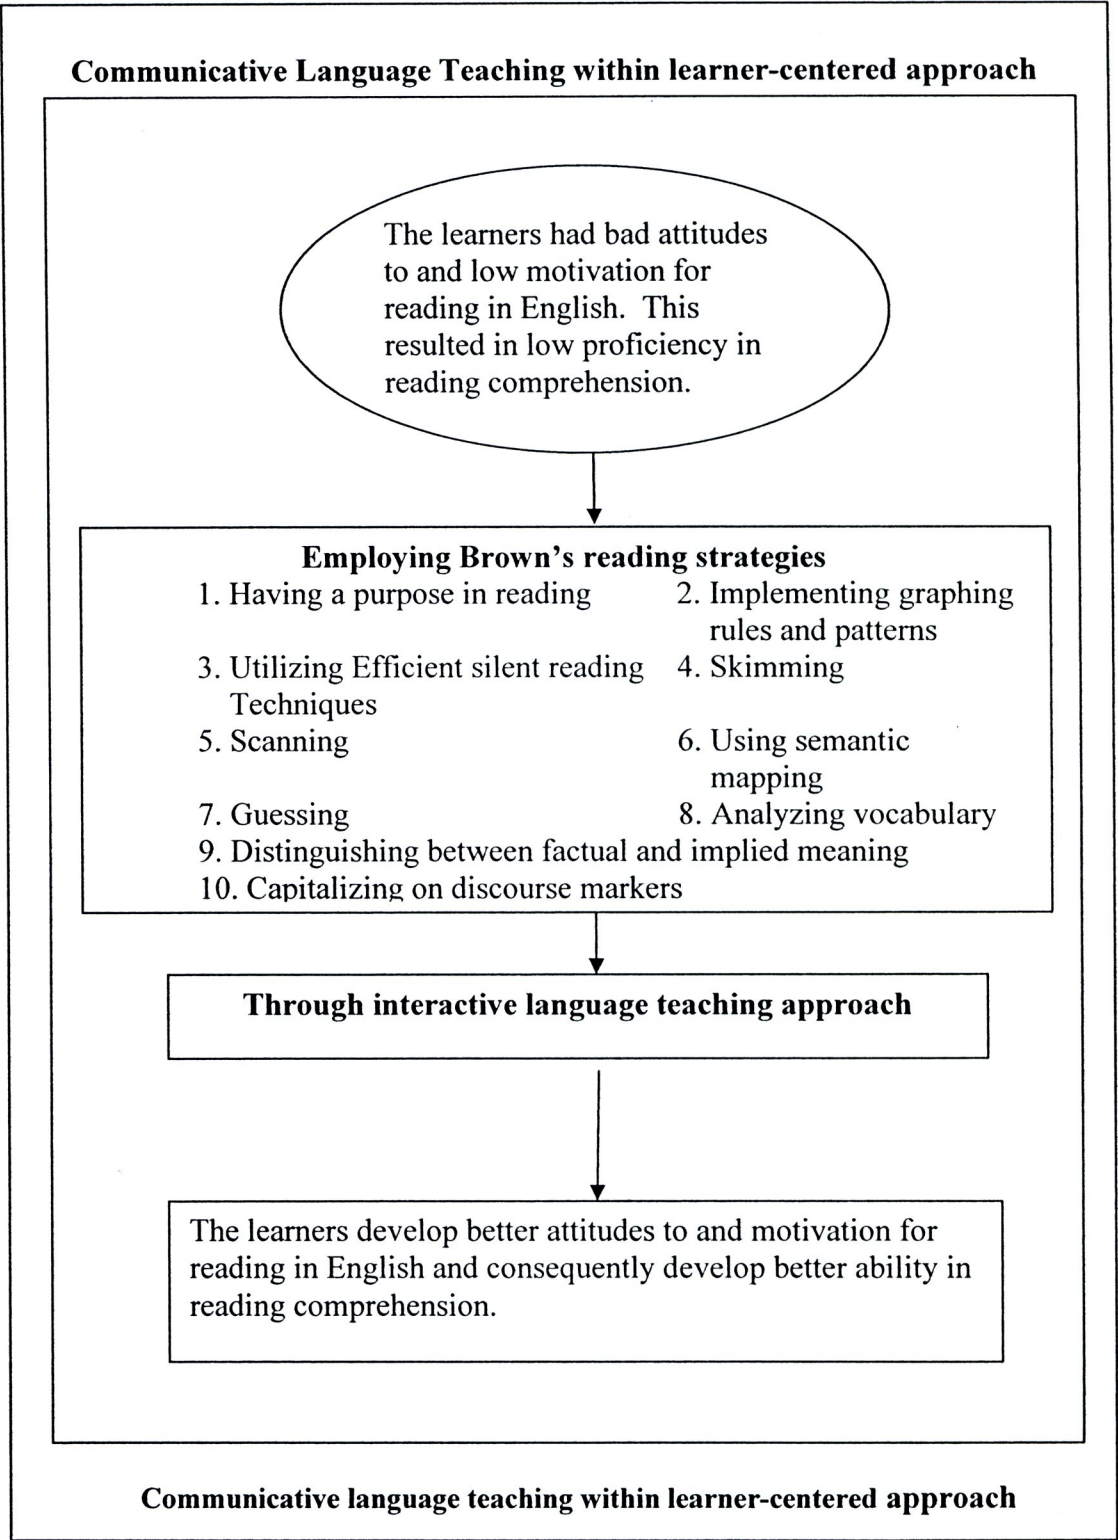 Communicative Language Teaching within learner-centered approach
The learners had bad attitudes
to and low motivation for
reading in English.  This
resulted in low proficiency in
reading comprehension.
Employing Brown's reading strategies
1. Having a purpose in reading
2. Implementing graphing
rules and patterns
3. Utilizing Efficient silent reading
Techniques
4. Skimming
5. Scanning
6. Using semantic
mapping
7. Guessing
8. Analyzing vocabulary
9. Distinguishing between factual and implied meaning
10. Capitalizing on discourse markers
Through interactive language teaching approach
The learners develop better attitudes to and motivation for
reading in English and consequently develop better ability in
reading comprehension.
Communicative language teaching within learner-centered approach